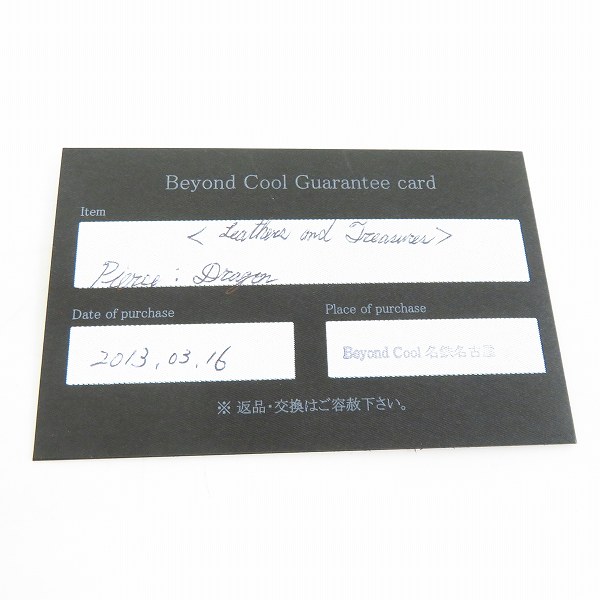 Beyond Cool Guarantee card
Item
< Leathers and Treasures >
Pierce : Dragon
Date of purchase
Place of purchase
2013.03.16
Beyond Cool 名鉄名古屋
※ 返品・交換はご容赦下さい。